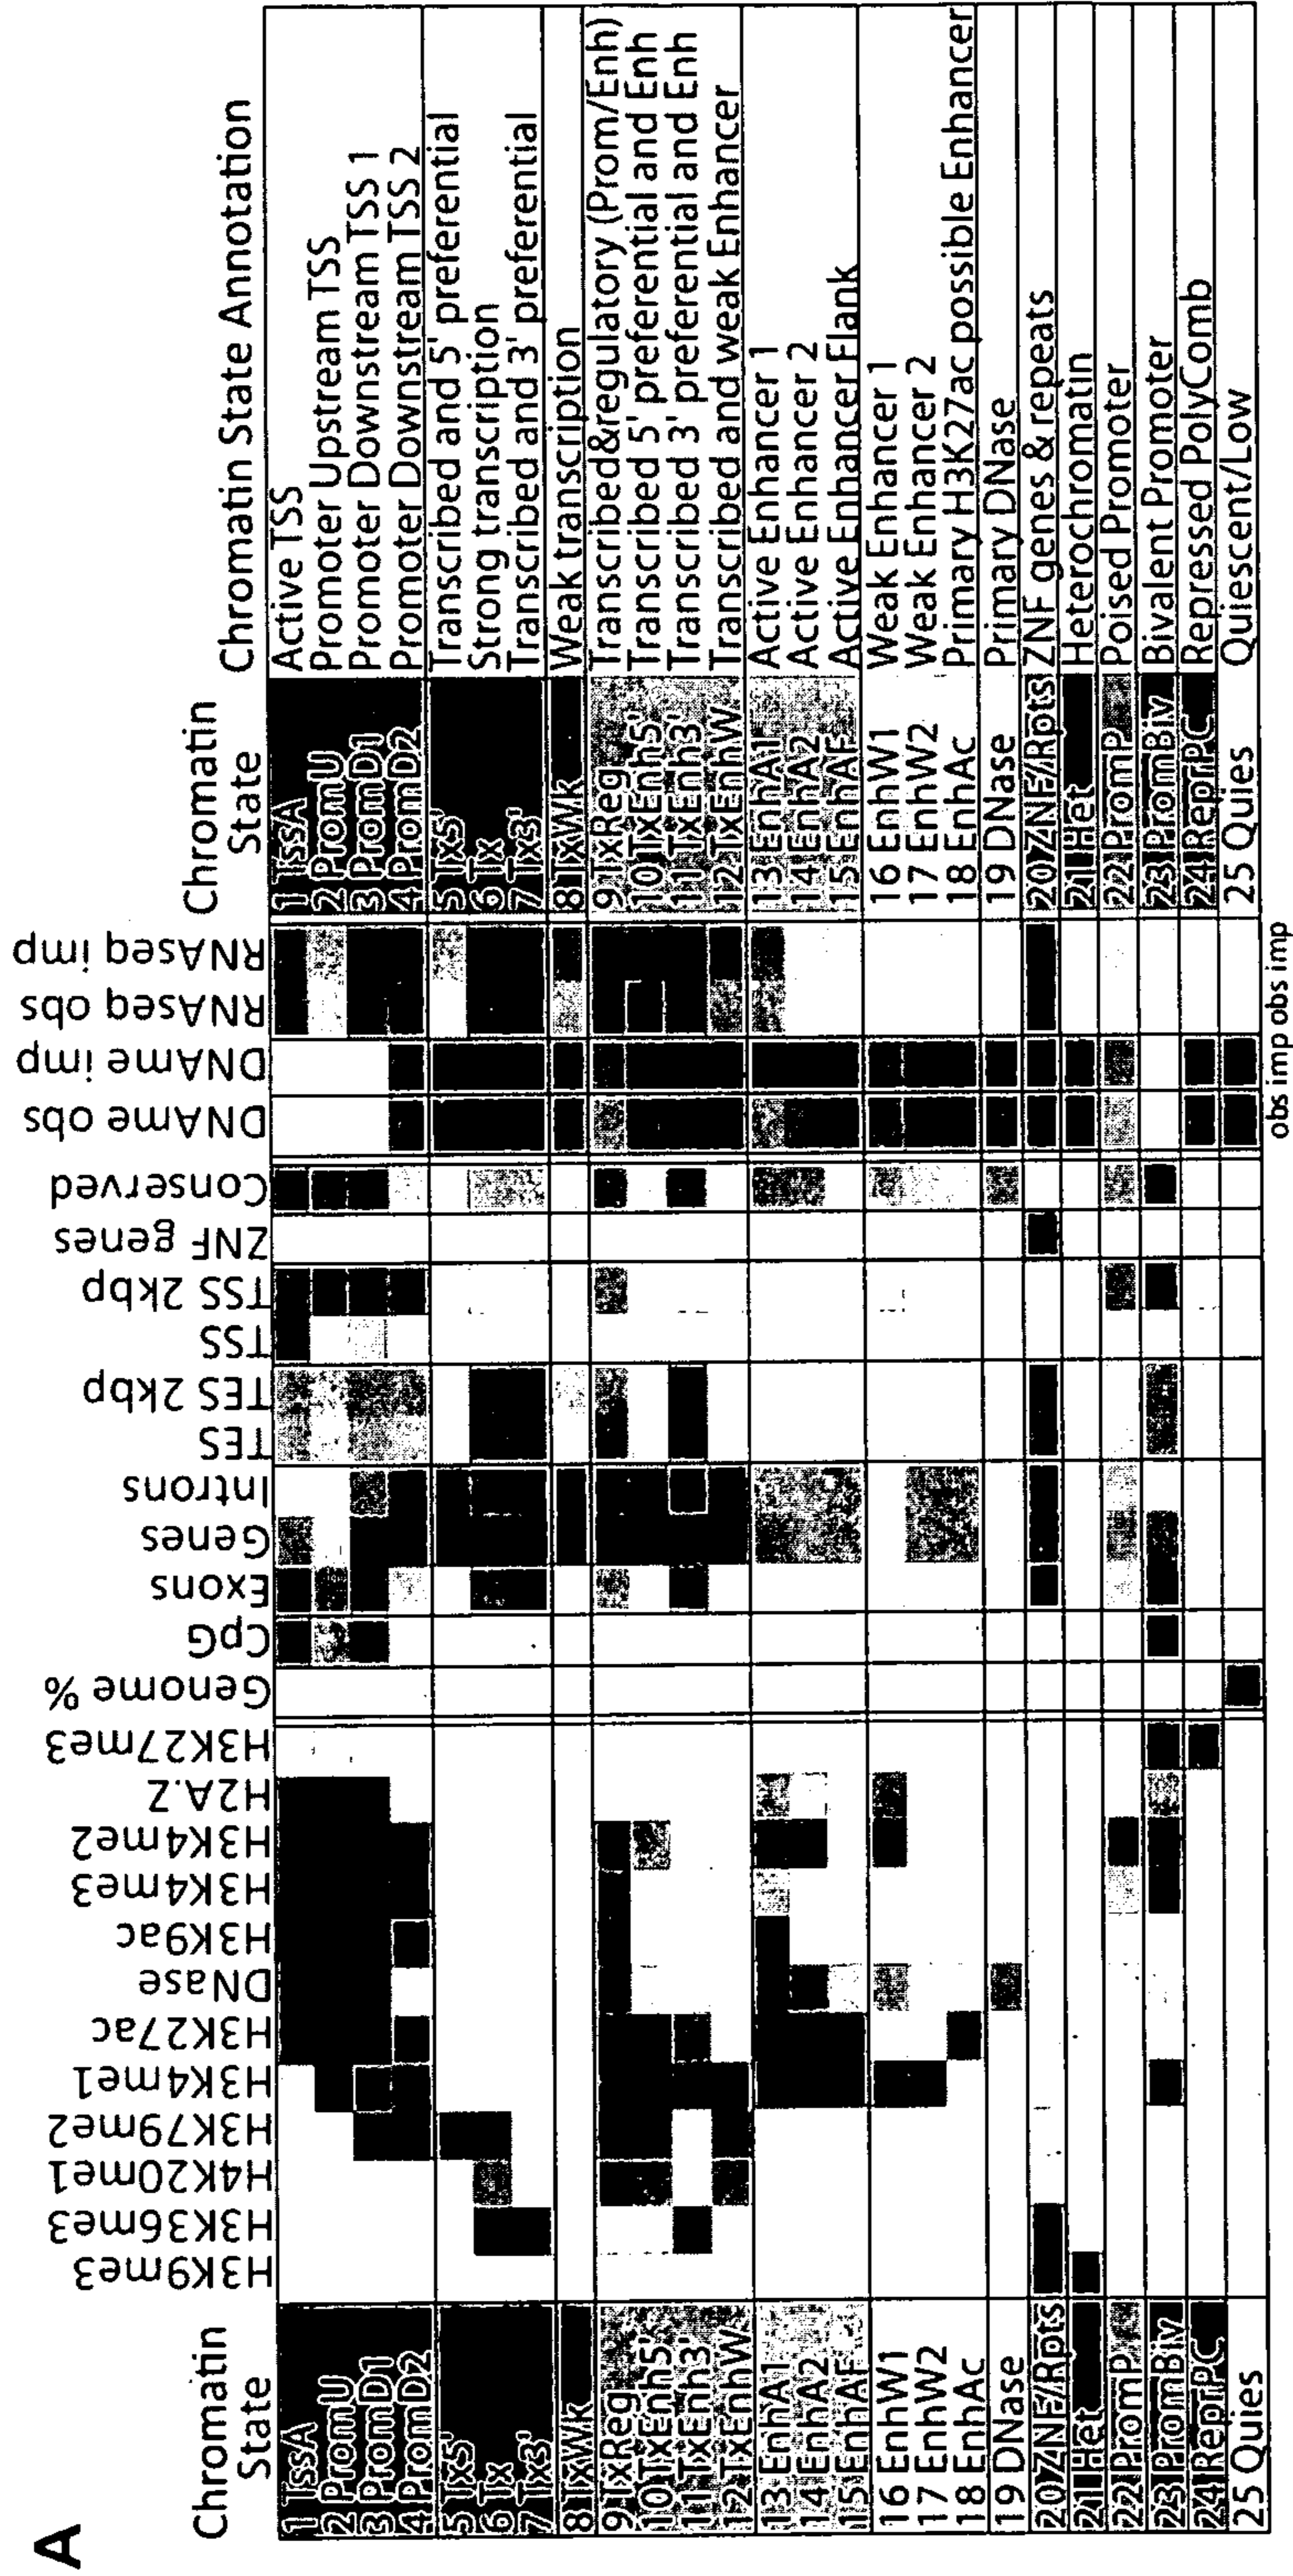 A
Chromatin
State
H3K9me3
H3K36me3
H4K20me1
H3K79me2
H3K4me1
H3K27ac
DNase
H3K9ac
H3K4me3
H3K4me2
H2A.Z
H3K27me3
Genome %
CpG
Exons
Genes
Introns
TES
TES 2kbp
TSS
TSS 2kbp
ZNF genes
Conserved
DNAme obs
DNAme imp
RNAseq obs
RNAseq imp
Chromatin
State
Chromatin State Annotation
1 TssA
2 PromU
3 PromD1
4 PromD2
5 Tx5'
6 Tx
7 Tx3'
8 TxWk
9 TxReg
10 TxEnh5'
11 TxEnh3'
12 TxEnhW
13 EnhA1
14 EnhA2
15 EnhAF
16 EnhW1
17 EnhW2
18 EnhAc
19 DNase
20 ZNF/Rpts
21 Het
22 PromP
23 PromBiv
24 ReprPC
25 Quies
1 TssA
2 PromU
3 PromD1
4 PromD2
5 Tx5'
6 Tx
7 Tx3'
8 TxWk
9 TxReg
10 TxEnh5'
11 TxEnh3'
12 TxEnhW
13 EnhA1
14 EnhA2
15 EnhAF
16 EnhW1
17 EnhW2
18 EnhAc
19 DNase
20 ZNF/Rpts
21 Het
22 PromP
23 PromBiv
24 ReprPC
25 Quies
Active TSS
Promoter Upstream TSS
Promoter Downstream TSS 1
Promoter Downstream TSS 2
Transcribed and 5' preferential
Strong transcription
Transcribed and 3' preferential
Weak transcription
Transcribed&regulatory (Prom/Enh)
Transcribed 5' preferential and Enh
Transcribed 3' preferential and Enh
Transcribed and weak Enhancer
Active Enhancer 1
Active Enhancer 2
Active Enhancer Flank
Weak Enhancer 1
Weak Enhancer 2
Primary H3K27ac possible Enhancer
Primary DNase
ZNF genes & repeats
Heterochromatin
Poised Promoter
Bivalent Promoter
Repressed PolyComb
Quiescent/Low
obs imp obs imp